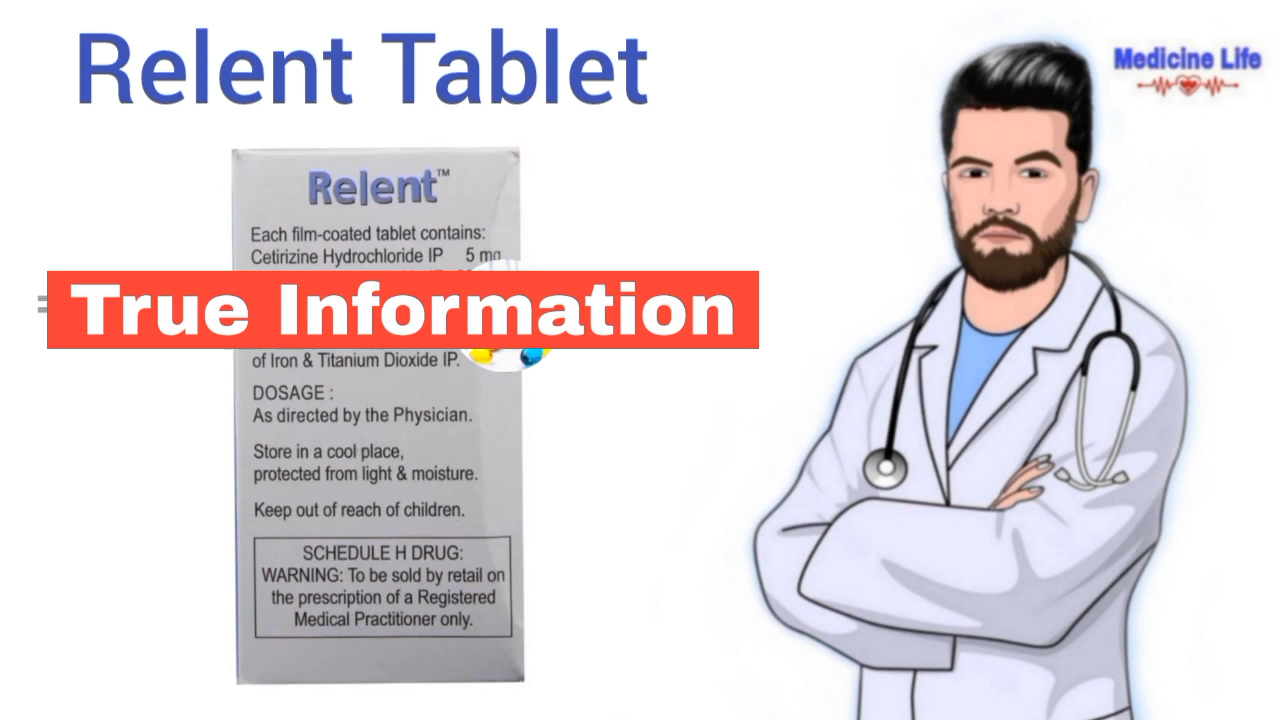 Relent Tablet
Medicine Life
Relent™
Each film-coated tablet contains:
Cetirizine Hydrochloride IP 5 mg
True Information
of Iron & Titanium Dioxide IP.
DOSAGE :
As directed by the Physician.
Store in a cool place,
protected from light & moisture.
Keep out of reach of children.
SCHEDULE H DRUG:
WARNING: To be sold by retail on
the prescription of a Registered
Medical Practitioner only.